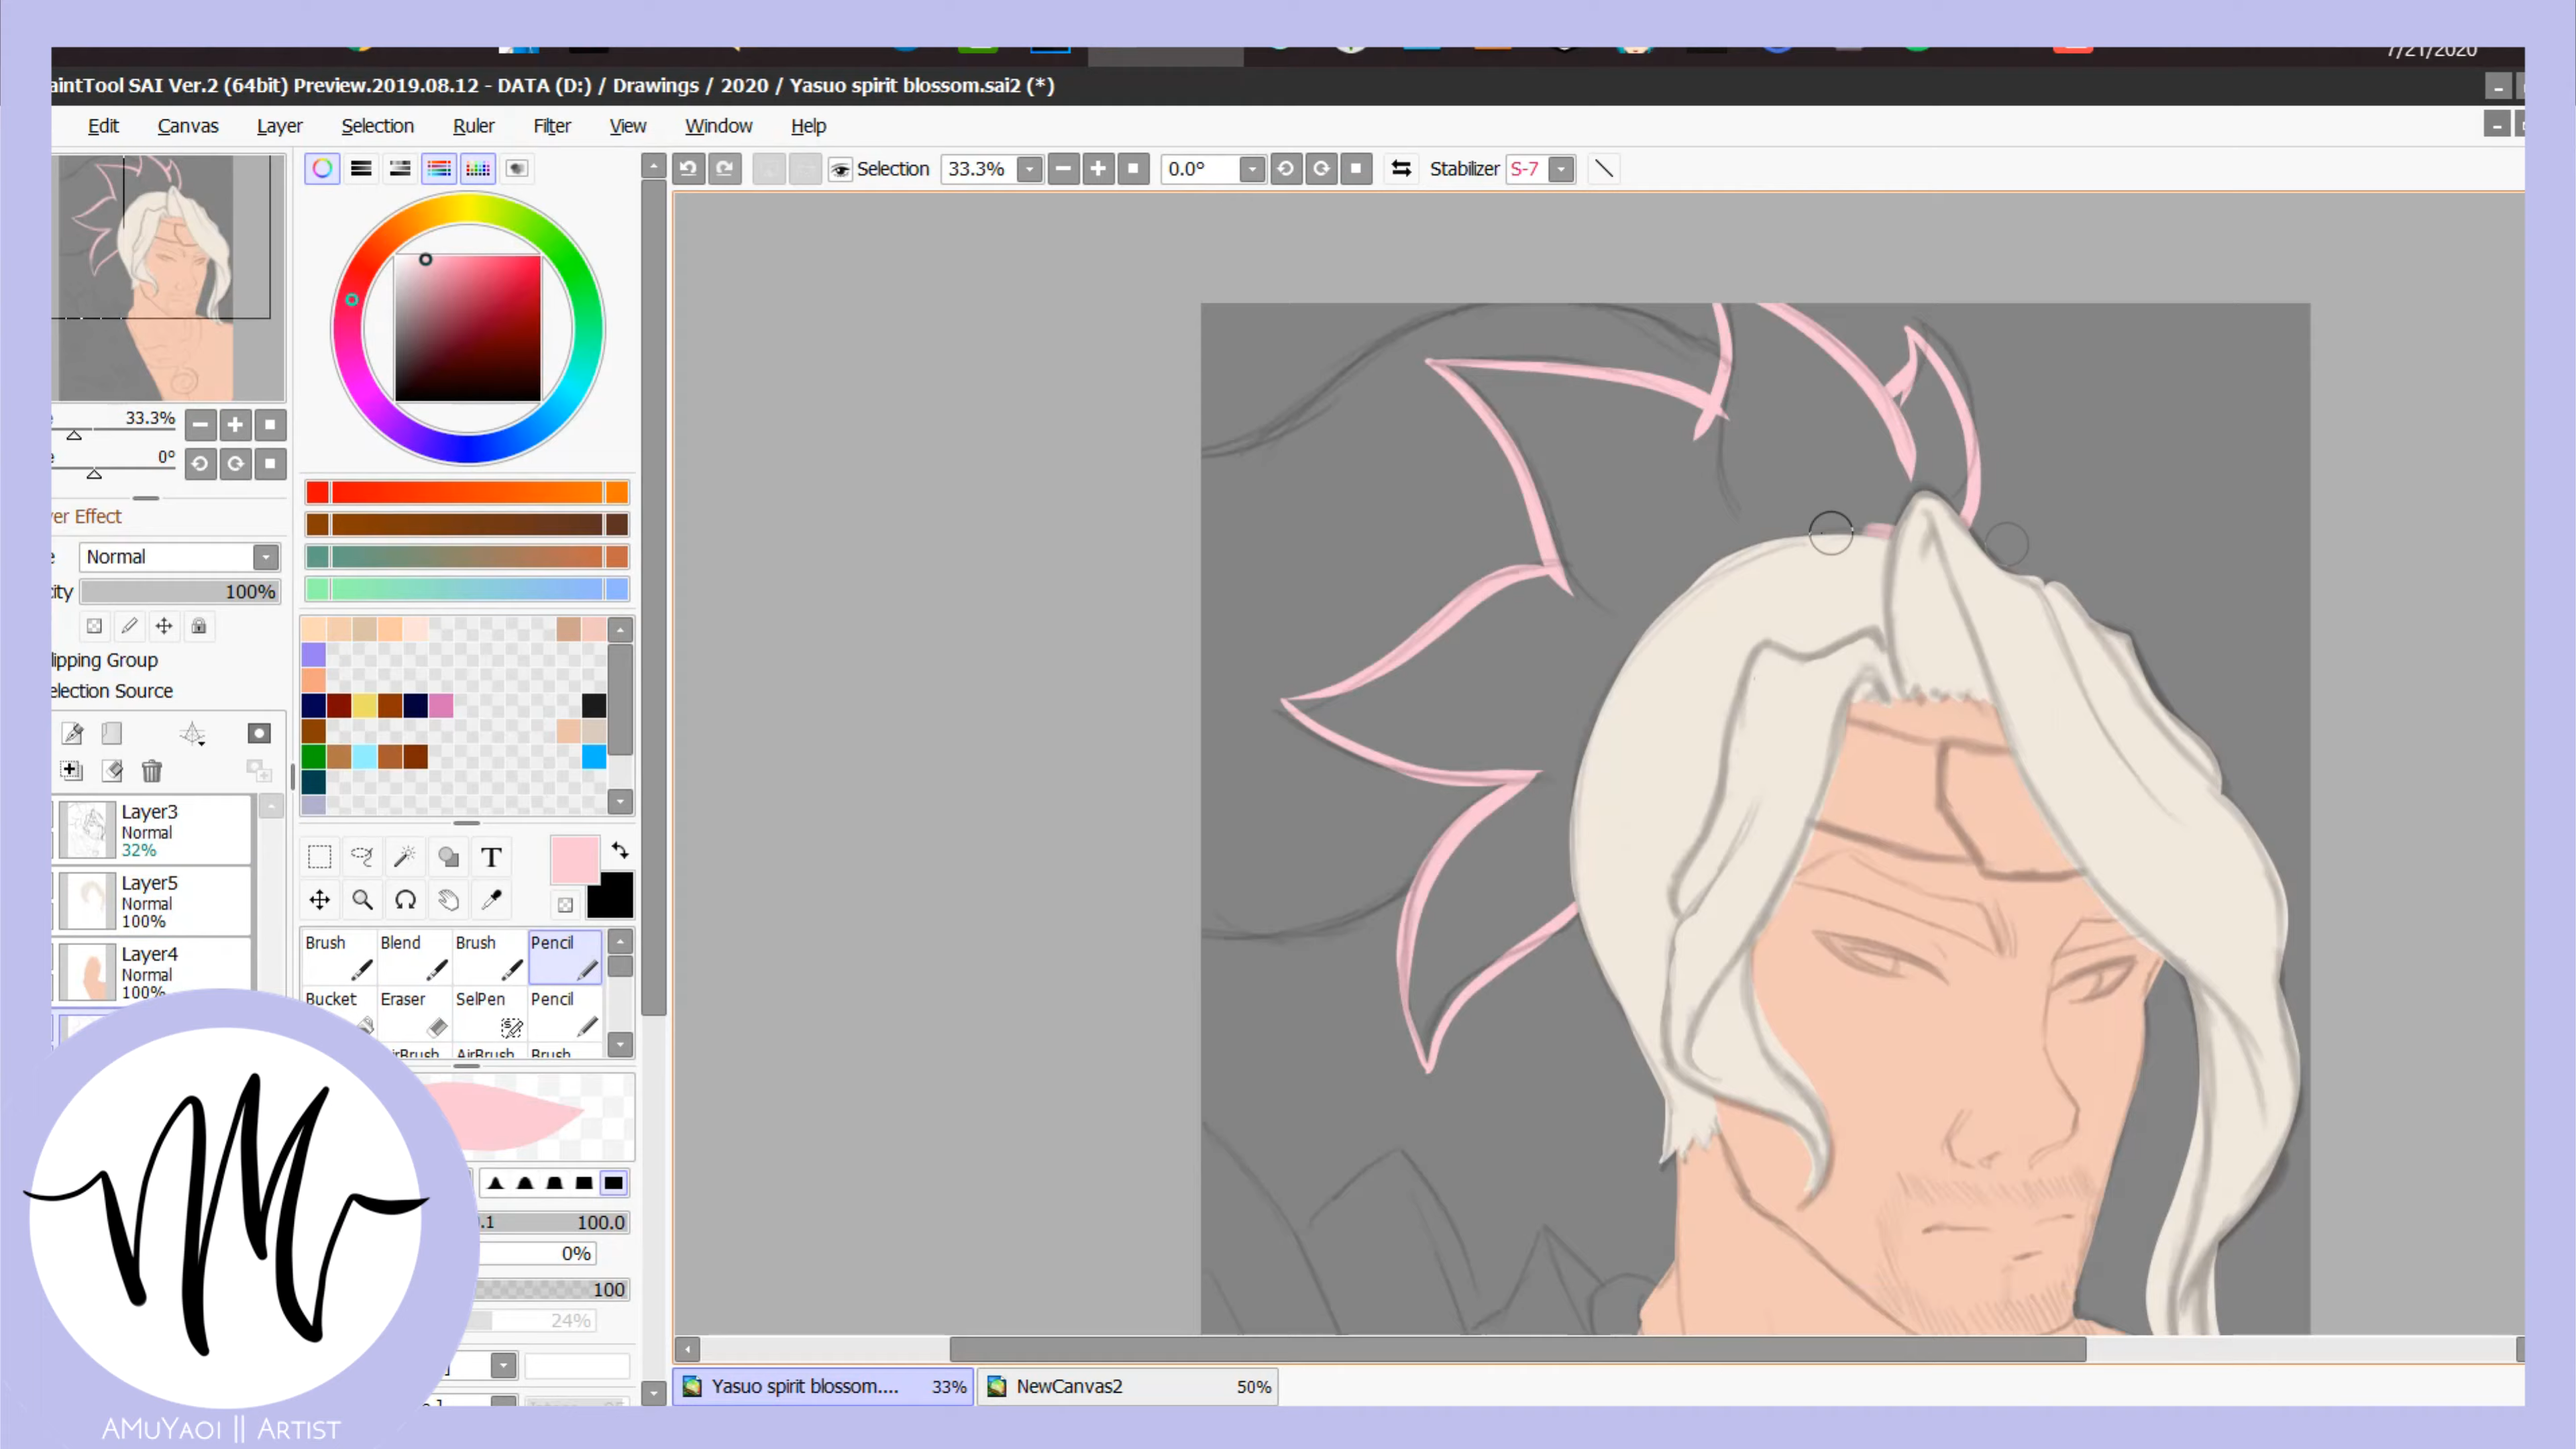 7/21/2020
aintTool SAI Ver.2 (64bit) Preview.2019.08.12 - DATA (D:) / Drawings / 2020 / Yasuo spirit blossom.sai2 (*)
Edit Canvas Layer Selection Ruler Filter View Window Help
Selection 33.3% 0.0° Stabilizer S-7
33.3%
0°
er Effect
Normal
ity 100%
lipping Group
election Source
Layer3
Normal
32%
Layer5
Normal
100%
Layer4
Normal
100%
T
Brush Blend Brush Pencil
Bucket Eraser SelPen Pencil
irBrush AirBrush Brush
.1 100.0
0%
100
24%
Yasuo spirit blossom.... 33% NewCanvas2 50%
AMuYaoi || Artist